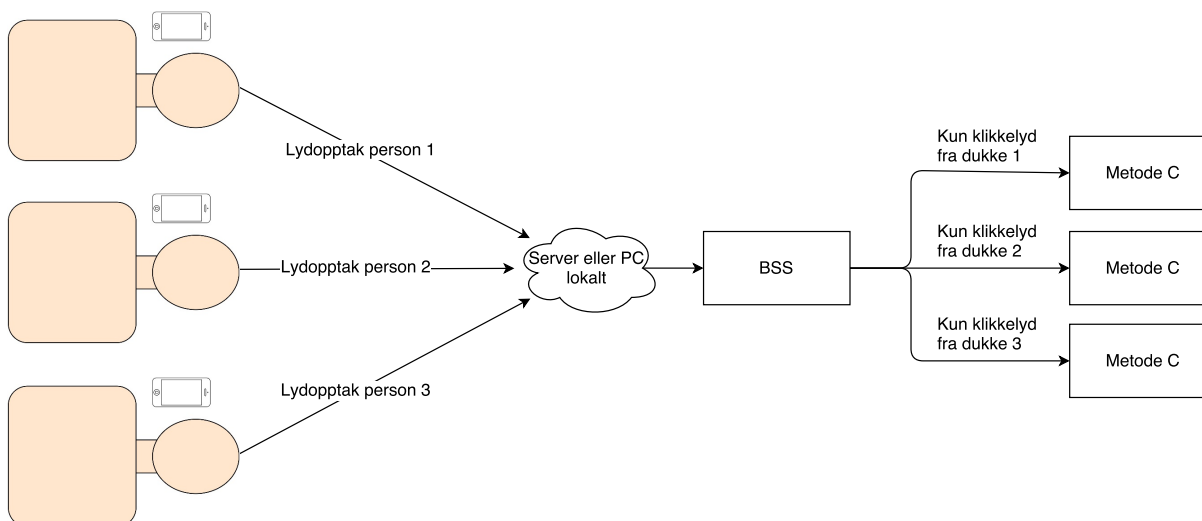 Lydopptak person 1
Lydopptak person 2
Lydopptak person 3
Server eller PC
lokalt
BSS
Kun klikkelyd
fra dukke 1
Metode C
Kun klikkelyd
fra dukke 2
Metode C
Kun klikkelyd
fra dukke 3
Metode C